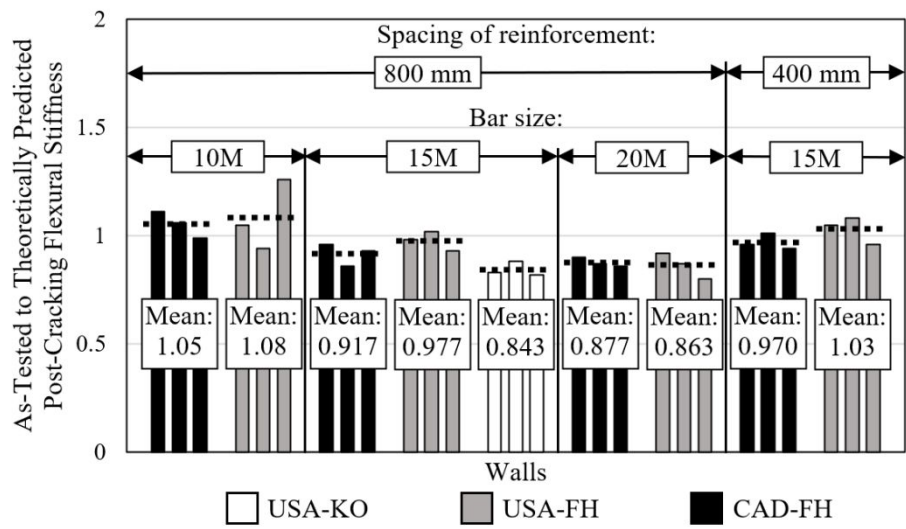 As-Tested to Theoretically Predicted
Post-Cracking Flexural Stiffness
2
1.5
1
0.5
0
Spacing of reinforcement:
800 mm
400 mm
Bar size:
10M
15M
20M
15M
Mean:
1.05
Mean:
1.08
Mean:
0.917
Mean:
0.977
Mean:
0.843
Mean:
0.877
Mean:
0.863
Mean:
0.970
Mean:
1.03
Walls
USA-KO
USA-FH
CAD-FH